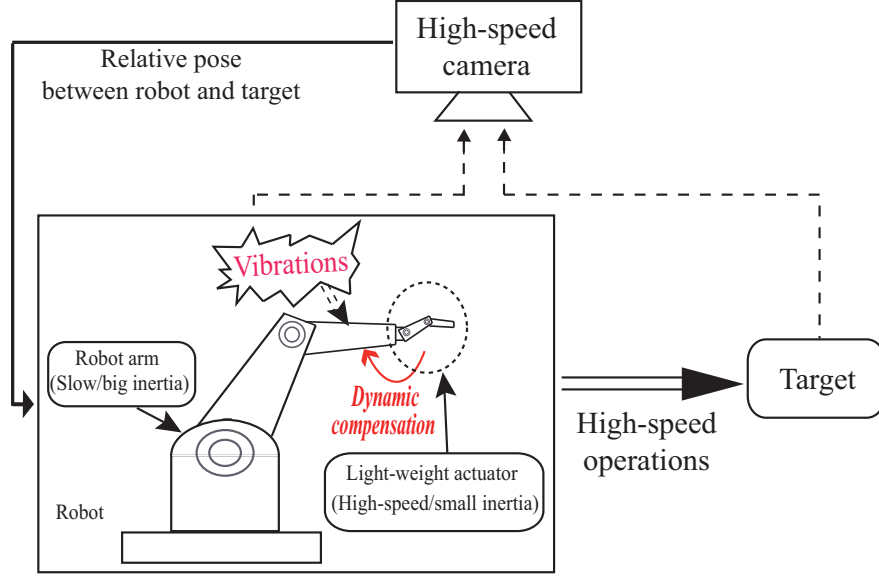 High-speed
camera
Relative pose
between robot and target
Vibrations
Robot arm
(Slow/big inertia)
Dynamic
compensation
Target
High-speed
operations
Light-weight actuator
(High-speed/small inertia)
Robot